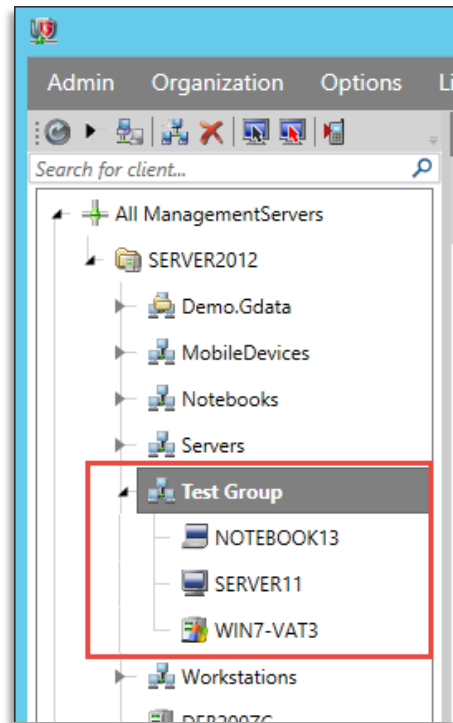 Admin Organization Options Li
Search for client...
All ManagementServers
SERVER2012
Demo.Gdata
MobileDevices
Notebooks
Servers
Test Group
NOTEBOOK13
SERVER11
WIN7-VAT3
Workstations